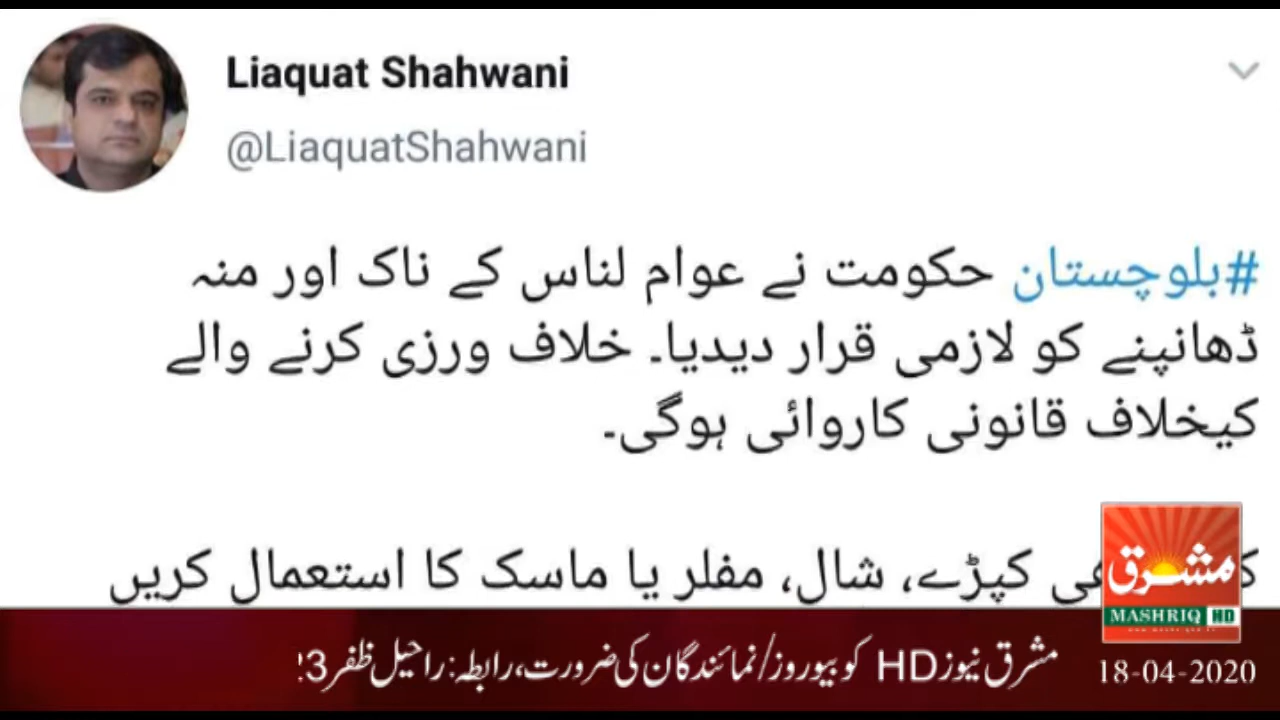 Liaquat Shahwani
@LiaquatShahwani
#بلوچستان حکومت نے عوام لناس کے ناک اور منہ
ڈھانپنے کو لازمی قرار دیدیا۔ خلاف ورزی کرنے والے
کیخلاف قانونی کاروائی ہوگی۔
کپڑے، شال، مفلر یا ماسک کا استعمال کریں
مشرق
MASHRIQ HD
مشرق نیوز HD کو بیوروز/نمائندگان کی ضرورت، رابطہ: راحیل ظفر
18-04-2020